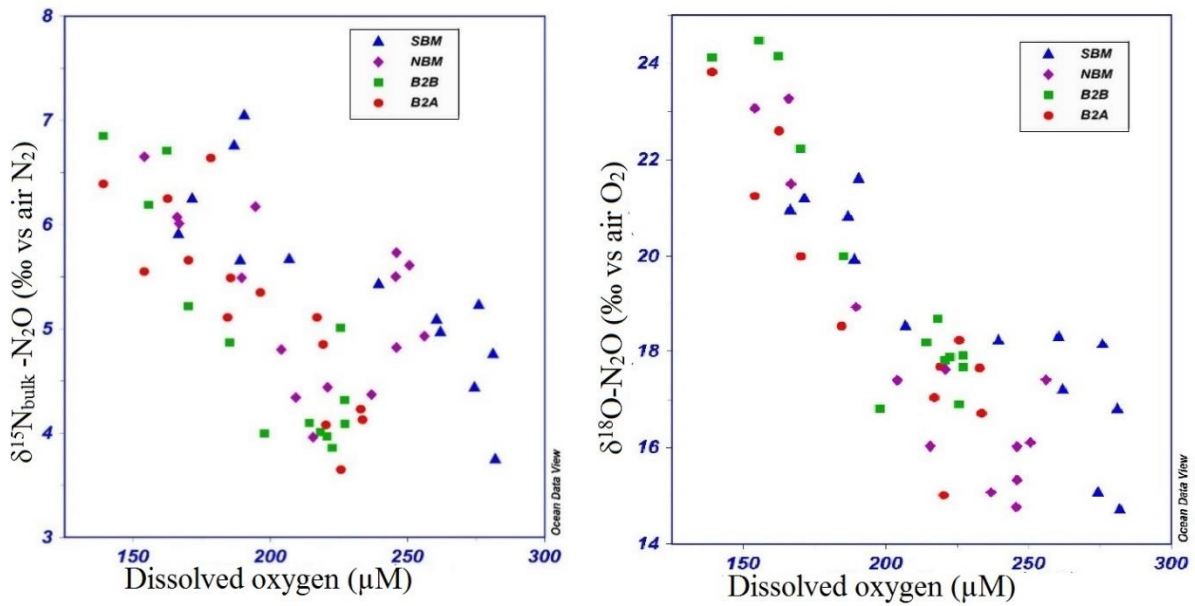 8
7
6
5
4
3
δ¹⁵N_bulk -N₂O (‰ vs air N₂)
SBM
NBM
B2B
B2A
150
200
250
300
Dissolved oxygen (µM)
Ocean Data View
24
22
20
18
16
14
δ¹⁸O-N₂O (‰ vs air O₂)
SBM
NBM
B2B
B2A
150
200
250
300
Dissolved oxygen (µM)
Ocean Data View